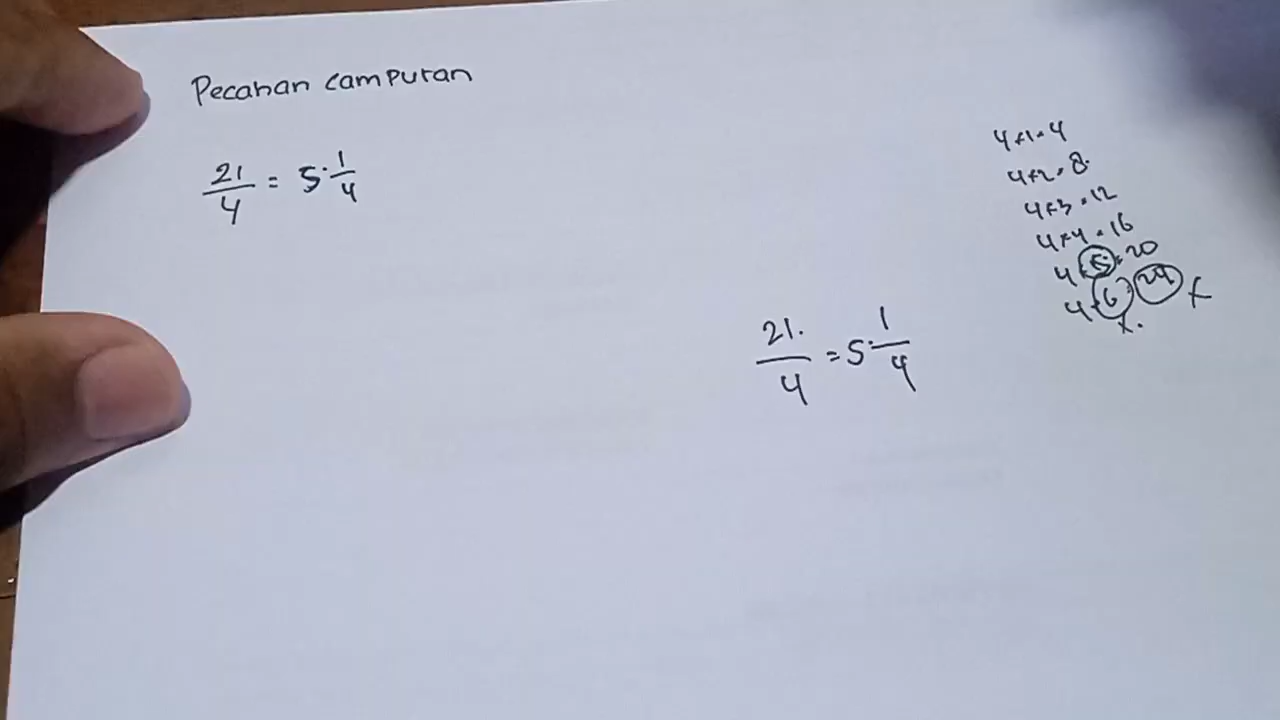 Pecahan campuran
21/4 = 5 1/4
4×1=4
4×2=8
4×3=12
4×4=16
4×5=20
4×6=24 ×
×
21/4 = 5 1/4